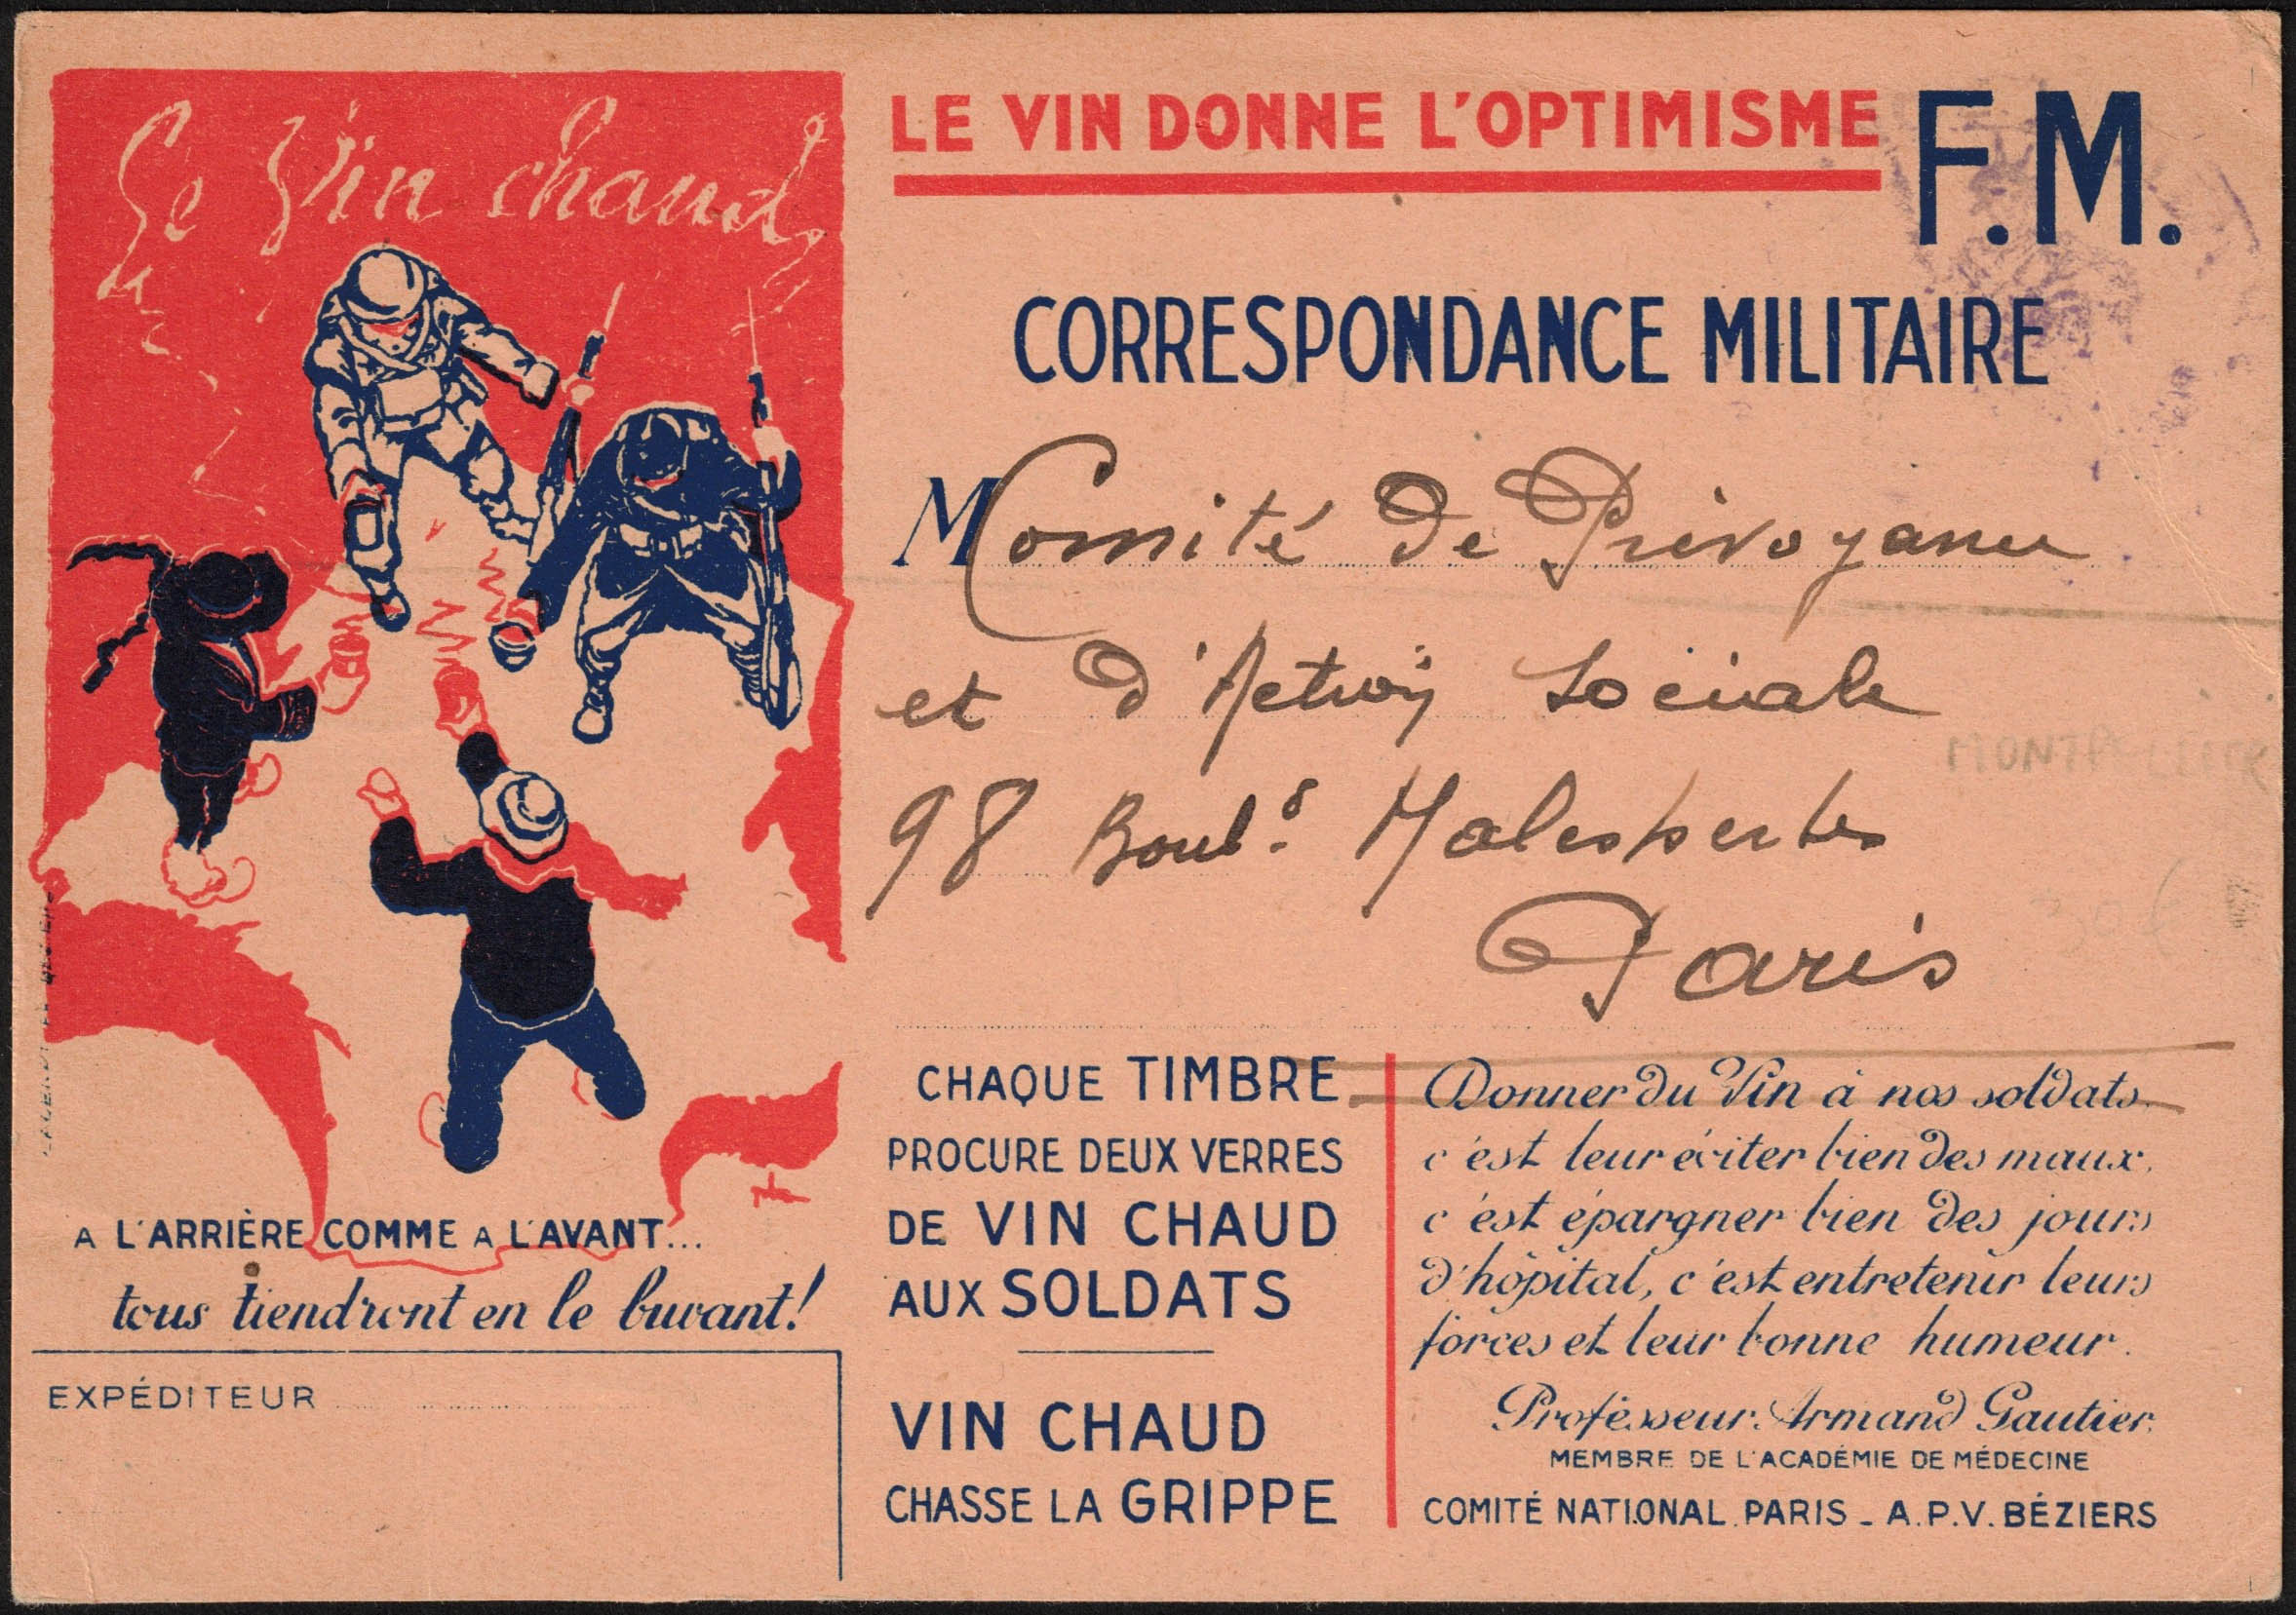 Le Vin chaud
A L'ARRIÈRE COMME A L'AVANT...
tous tiendront en le buvant!
EXPÉDITEUR
LE VIN DONNE L'OPTIMISME
F.M.
CORRESPONDANCE MILITAIRE
M Comité de Prévoyance
et d'Action Sociale
98 Boul.d Malesherbes
Paris
CHAQUE TIMBRE
PROCURE DEUX VERRES
DE VIN CHAUD
AUX SOLDATS
VIN CHAUD
CHASSE LA GRIPPE
Donner du Vin à nos soldats
c'est leur éviter bien des maux,
c'est épargner bien des jours
d'hôpital, c'est entretenir leurs
forces et leur bonne humeur.
Professeur Armand Gautier
MEMBRE DE L'ACADÉMIE DE MÉDECINE
COMITÉ NATIONAL PARIS - A.P.V. BÉZIERS